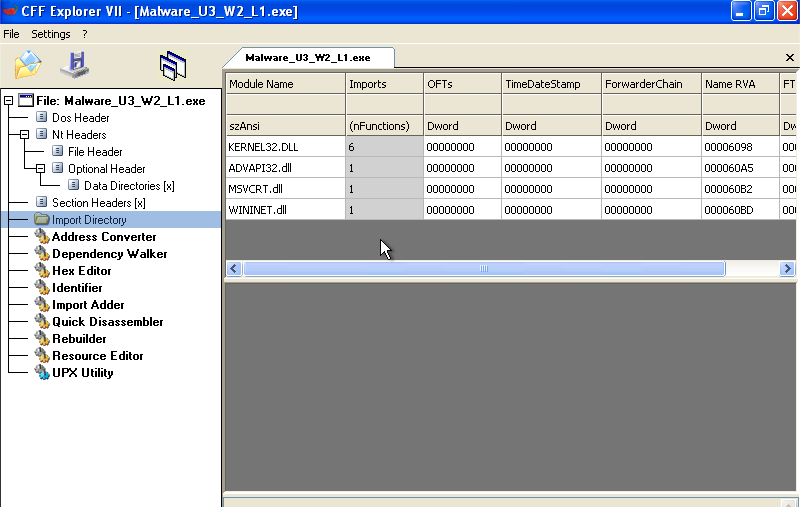 CFF Explorer VII - [Malware_U3_W2_L1.exe]
File Settings ?
Malware_U3_W2_L1.exe
File: Malware_U3_W2_L1.exe
Dos Header
Nt Headers
File Header
Optional Header
Data Directories [x]
Section Headers [x]
Import Directory
Address Converter
Dependency Walker
Hex Editor
Identifier
Import Adder
Quick Disassembler
Rebuilder
Resource Editor
UPX Utility
Module Name Imports OFTs TimeDateStamp ForwarderChain Name RVA FT
szAnsi (nFunctions) Dword Dword Dword Dword Dw
KERNEL32.DLL 6 00000000 00000000 00000000 00006098 000
ADVAPI32.dll 1 00000000 00000000 00000000 000060A5 000
MSVCRT.dll 1 00000000 00000000 00000000 000060B2 000
WININET.dll 1 00000000 00000000 00000000 000060BD 000